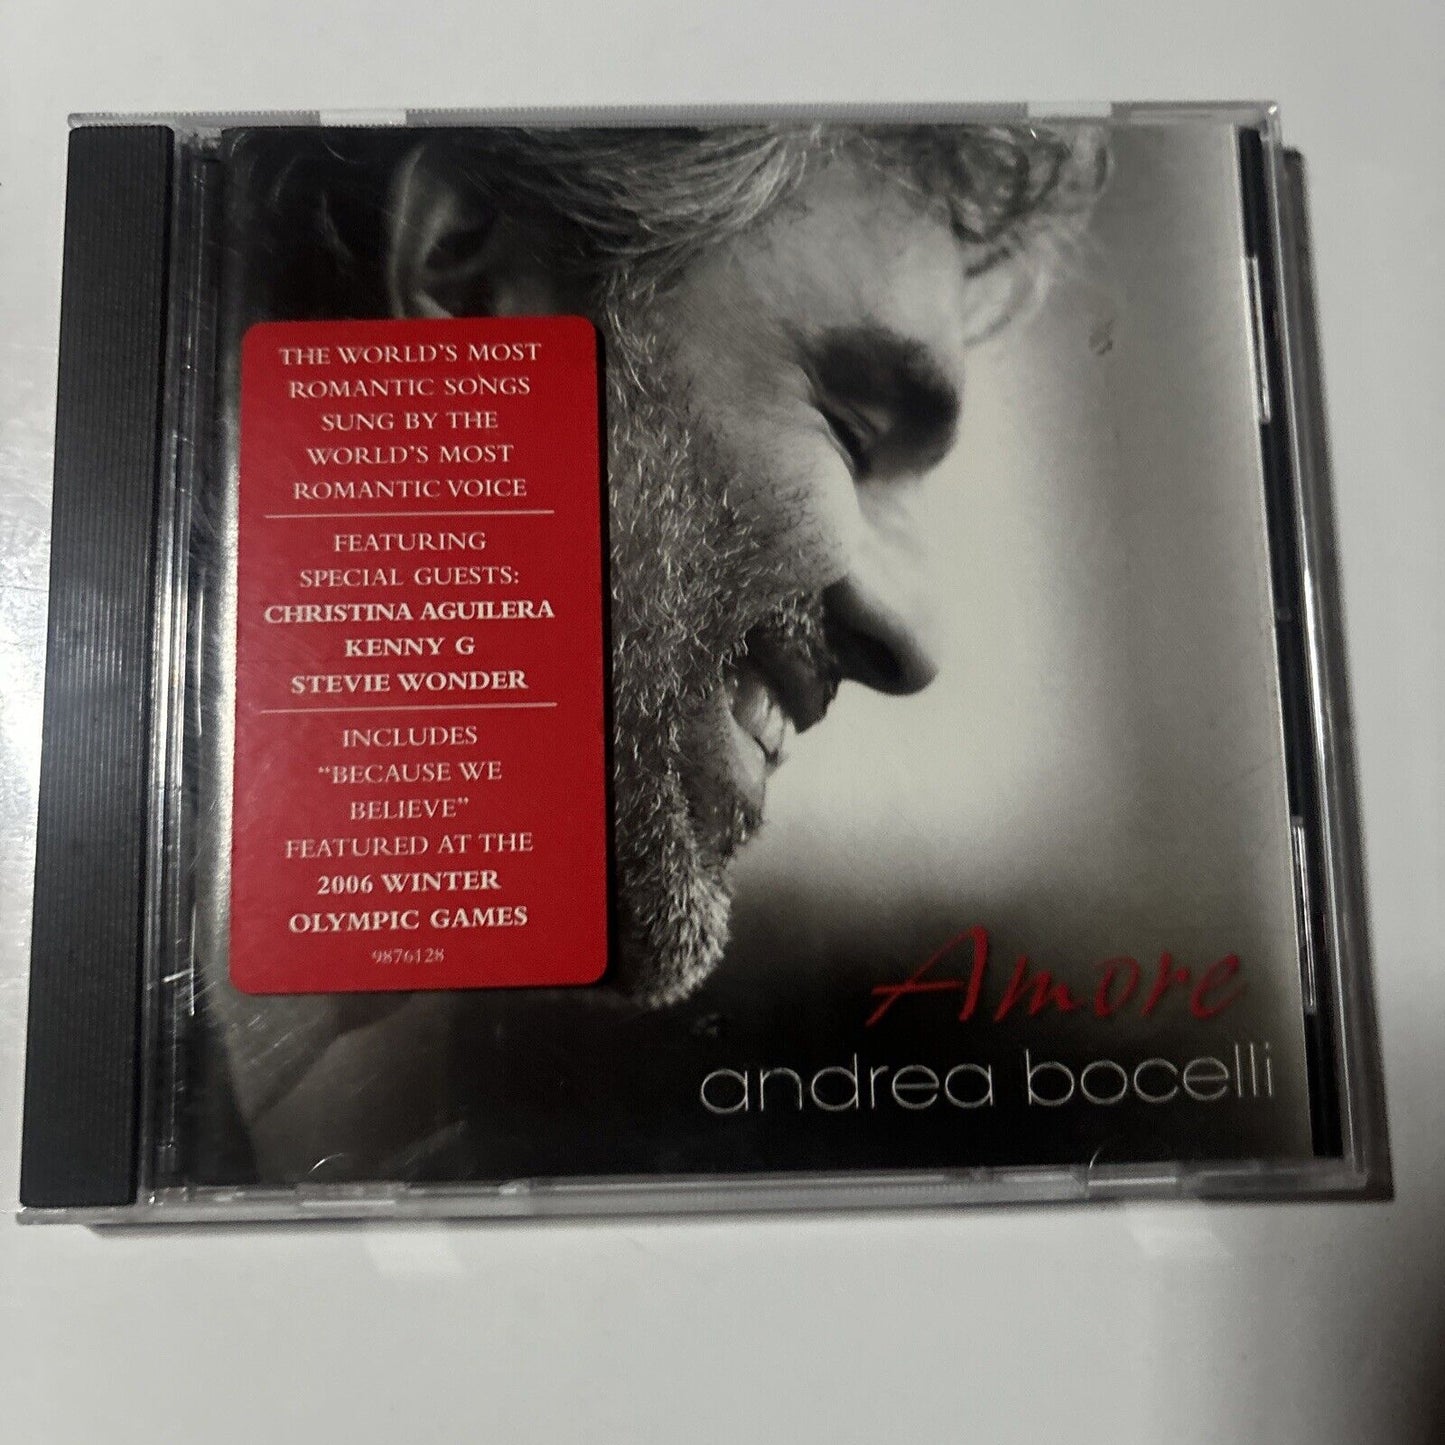 THE WORLD'S MOST
ROMANTIC SONGS
SUNG BY THE
WORLD'S MOST
ROMANTIC VOICE
FEATURING
SPECIAL GUESTS:
CHRISTINA AGUILERA
KENNY G
STEVIE WONDER
INCLUDES
“BECAUSE WE
BELIEVE”
FEATURED AT THE
2006 WINTER
OLYMPIC GAMES
9876128
Amore
andrea bocelli